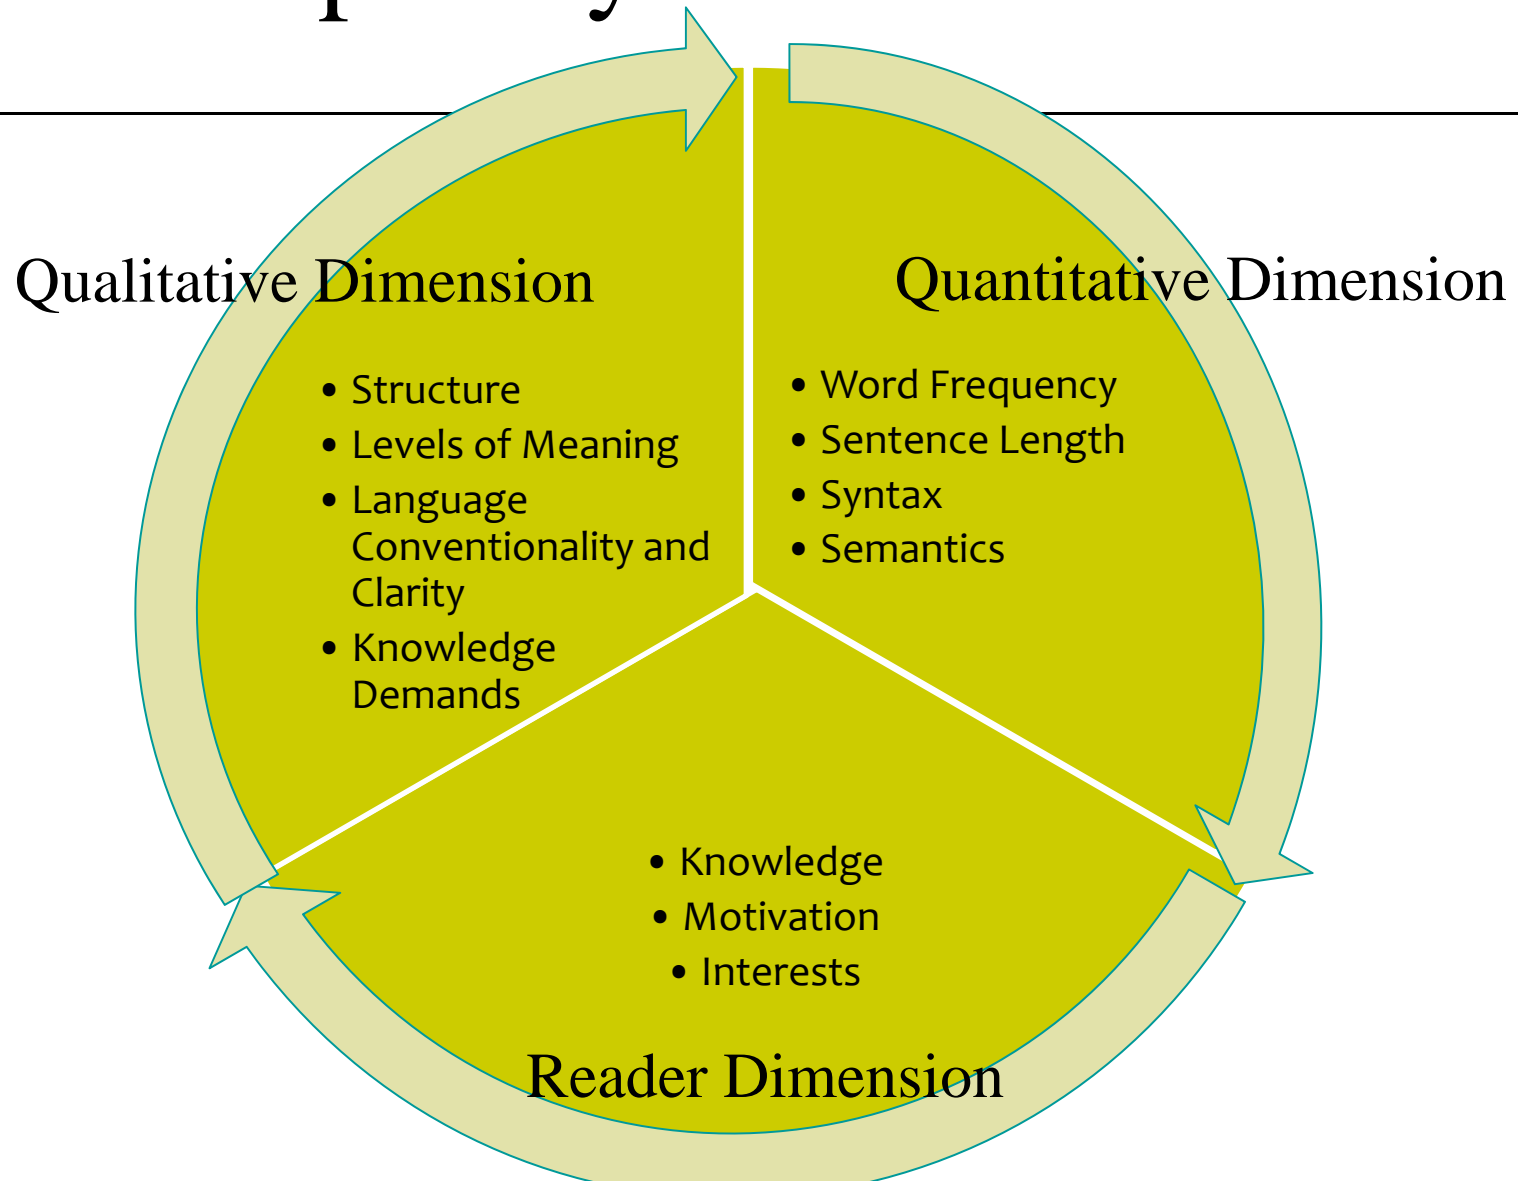 Qualitative Dimension
• Structure
• Levels of Meaning
• Language
Conventionality and
Clarity
• Knowledge
Demands
Quantitative Dimension
• Word Frequency
• Sentence Length
• Syntax
• Semantics
• Knowledge
• Motivation
• Interests
Reader Dimension